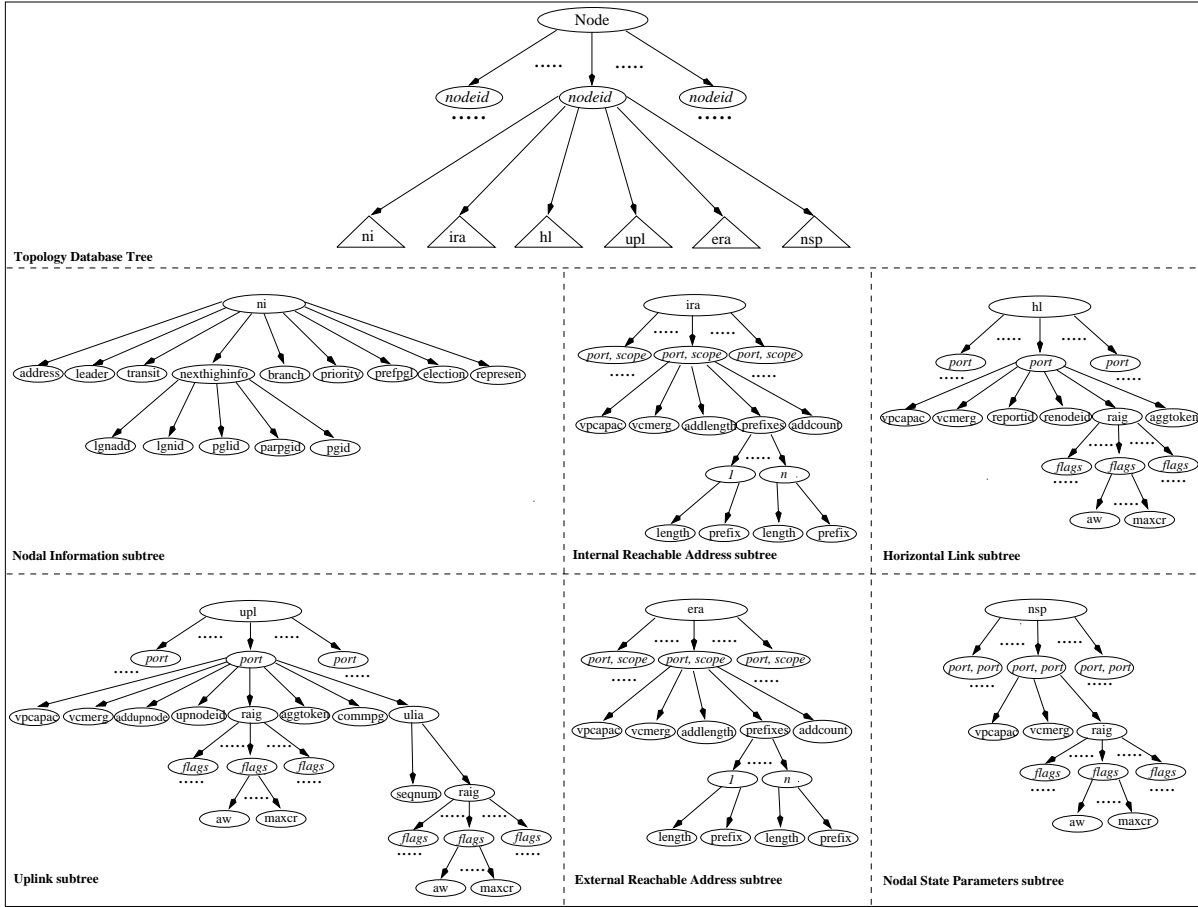 Node
..... .....
nodeid nodeid nodeid
..... .....
ni ira hl upl era nsp
Topology Database Tree
ni
address leader transit nexthighinfo branch priority prefpgl election represen
lgnadd lgnid pglid parpgid pgid
Nodal Information subtree
ira
..... .....
port, scope port, scope port, scope
..... .....
vpcapac vcmerg addlength prefixes addcount
.....
1 n
length prefix length prefix
Internal Reachable Address subtree
hl
..... .....
port port port
..... .....
vpcapac vcmerg reportid renodeid raig aggtoken
..... .....
flags flags flags
..... .....
.....
aw maxcr
Horizontal Link subtree
upl
..... .....
port port port
..... .....
vpcapac vcmerg addupnode upnodeid raig aggtoken commpg ulia
..... .....
flags flags flags
..... .....
.....
aw maxcr
seqnum raig
..... .....
flags flags flags
..... .....
.....
aw maxcr
Uplink subtree
era
..... .....
port, scope port, scope port, scope
..... .....
vpcapac vcmerg addlength prefixes addcount
.....
1 n
length prefix length prefix
External Reachable Address subtree
nsp
..... .....
port, port port, port port, port
..... .....
vpcapac vcmerg raig
..... .....
flags flags flags
..... .....
.....
aw maxcr
Nodal State Parameters subtree